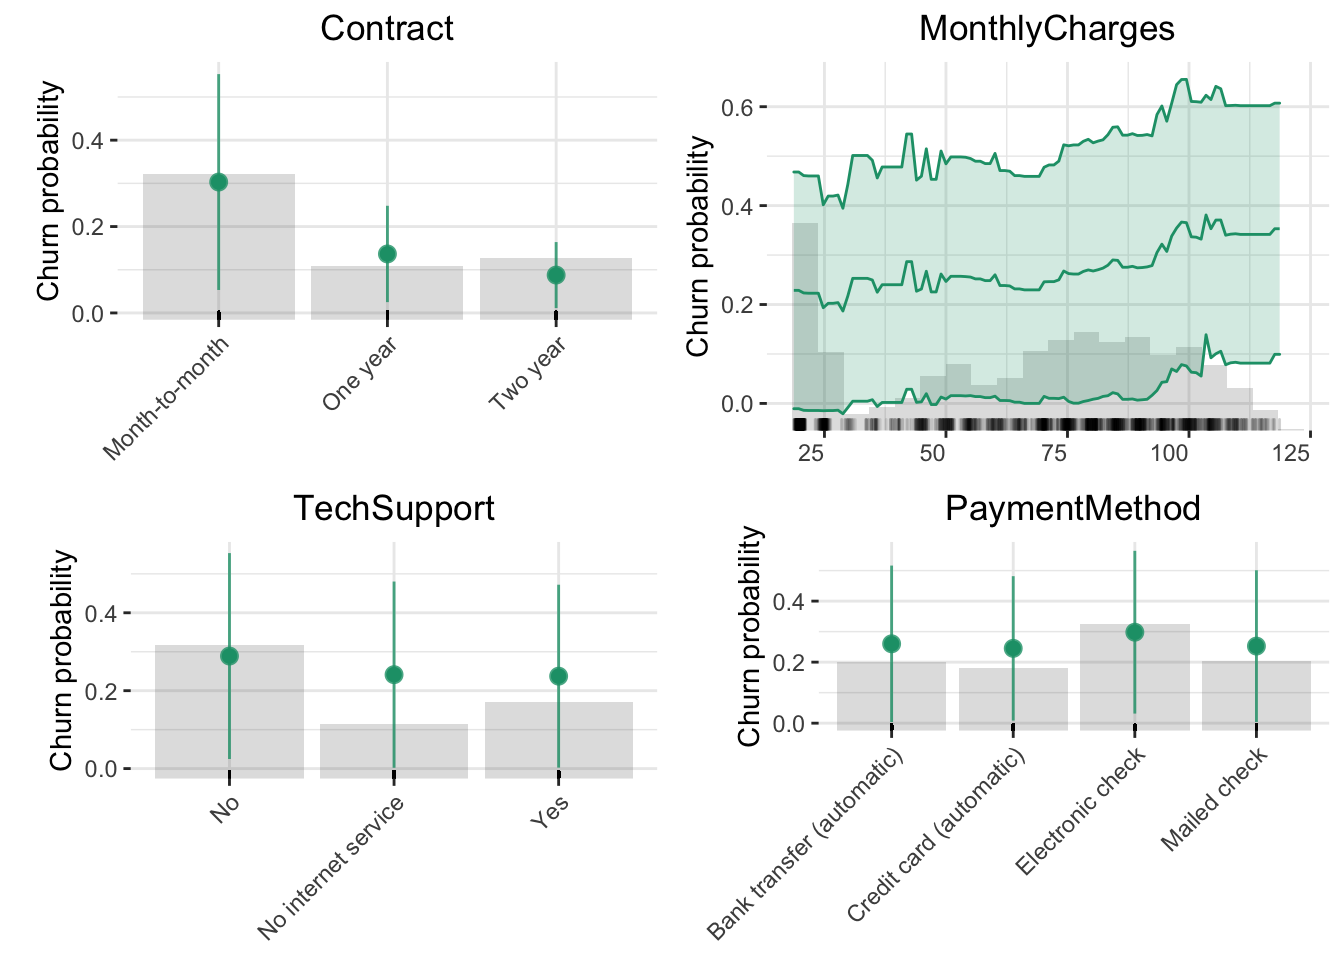 Contract
Churn probability
0.4
0.2
0.0
Month-to-month
One year
Two year
MonthlyCharges
Churn probability
0.6
0.4
0.2
0.0
25
50
75
100
125
TechSupport
Churn probability
0.4
0.2
0.0
No
No internet service
Yes
PaymentMethod
Churn probability
0.4
0.2
0.0
Bank transfer (automatic)
Credit card (automatic)
Electronic check
Mailed check